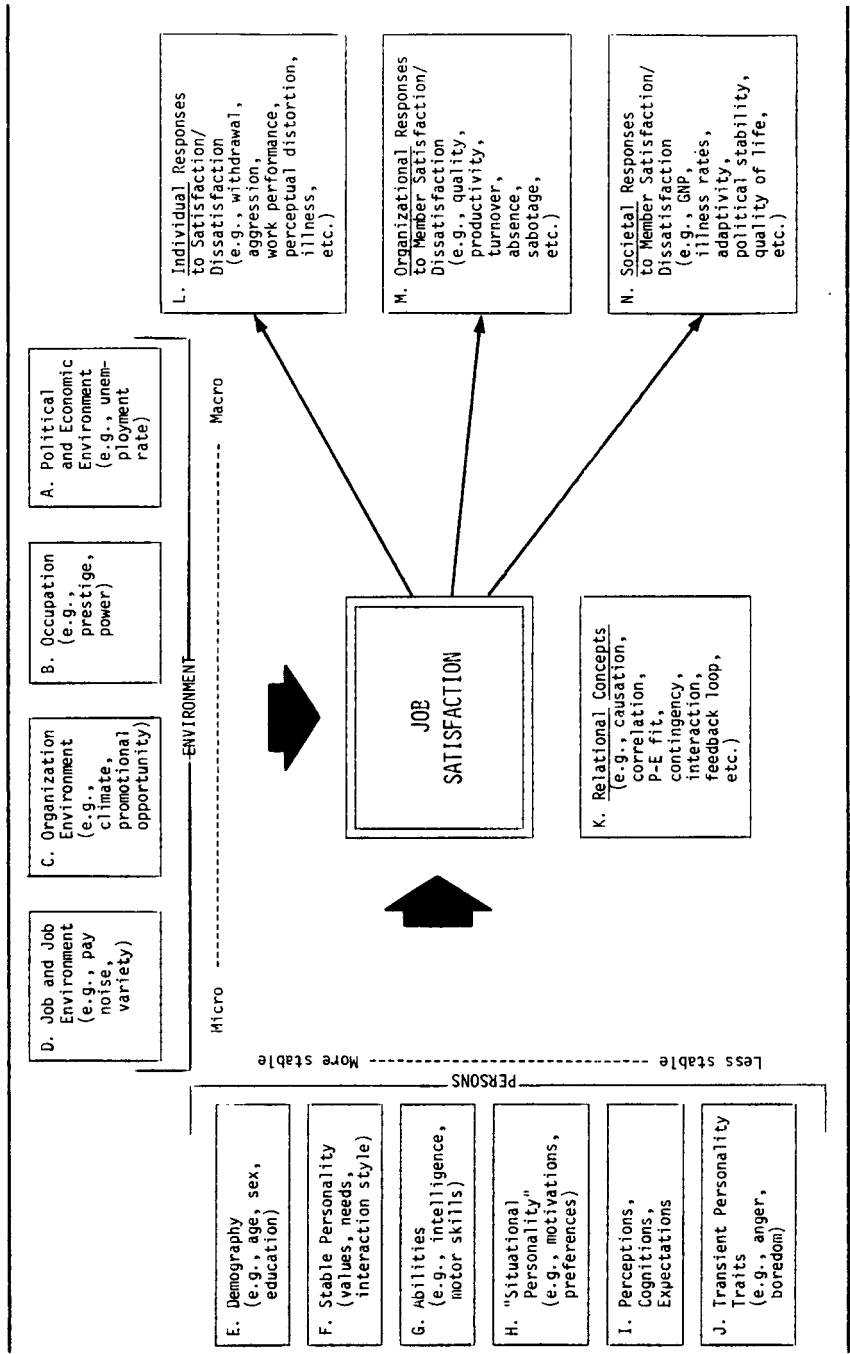 D. Job and Job
Environment
(e.g., pay
noise,
variety)
C. Organization
Environment
(e.g.,
climate,
promotional
opportunity)
B. Occupation
(e.g.,
prestige,
power)
A. Political
and Economic
Environment
(e.g., unem-
ployment
rate)
ENVIRONMENT
Micro ---------------------------------------- Macro
E. Demography
(e.g., age, sex,
education)
F. Stable Personality
(values, needs,
interaction style)
G. Abilities
(e.g., intelligence,
motor skills)
H. "Situational
Personality"
(e.g., motivations,
preferences)
I. Perceptions,
Cognitions,
Expectations
J. Transient Personality
Traits
(e.g., anger,
boredom)
PERSONS
Less stable -------------------- More stable
JOB
SATISFACTION
K. Relational Concepts
(e.g., causation,
correlation,
P-E fit,
contingency,
interaction,
feedback loop,
etc.)
L. Individual Responses
to Satisfaction/
Dissatisfaction
(e.g., withdrawal,
aggression,
work performance,
perceptual distortion,
illness,
etc.)
M. Organizational Responses
to Member Satisfaction/
Dissatisfaction
(e.g., quality,
productivity,
turnover,
absence,
sabotage,
etc.)
N. Societal Responses
to Member Satisfaction/
Dissatisfaction
(e.g., GNP,
illness rates,
adaptivity,
political stability,
quality of life,
etc.)